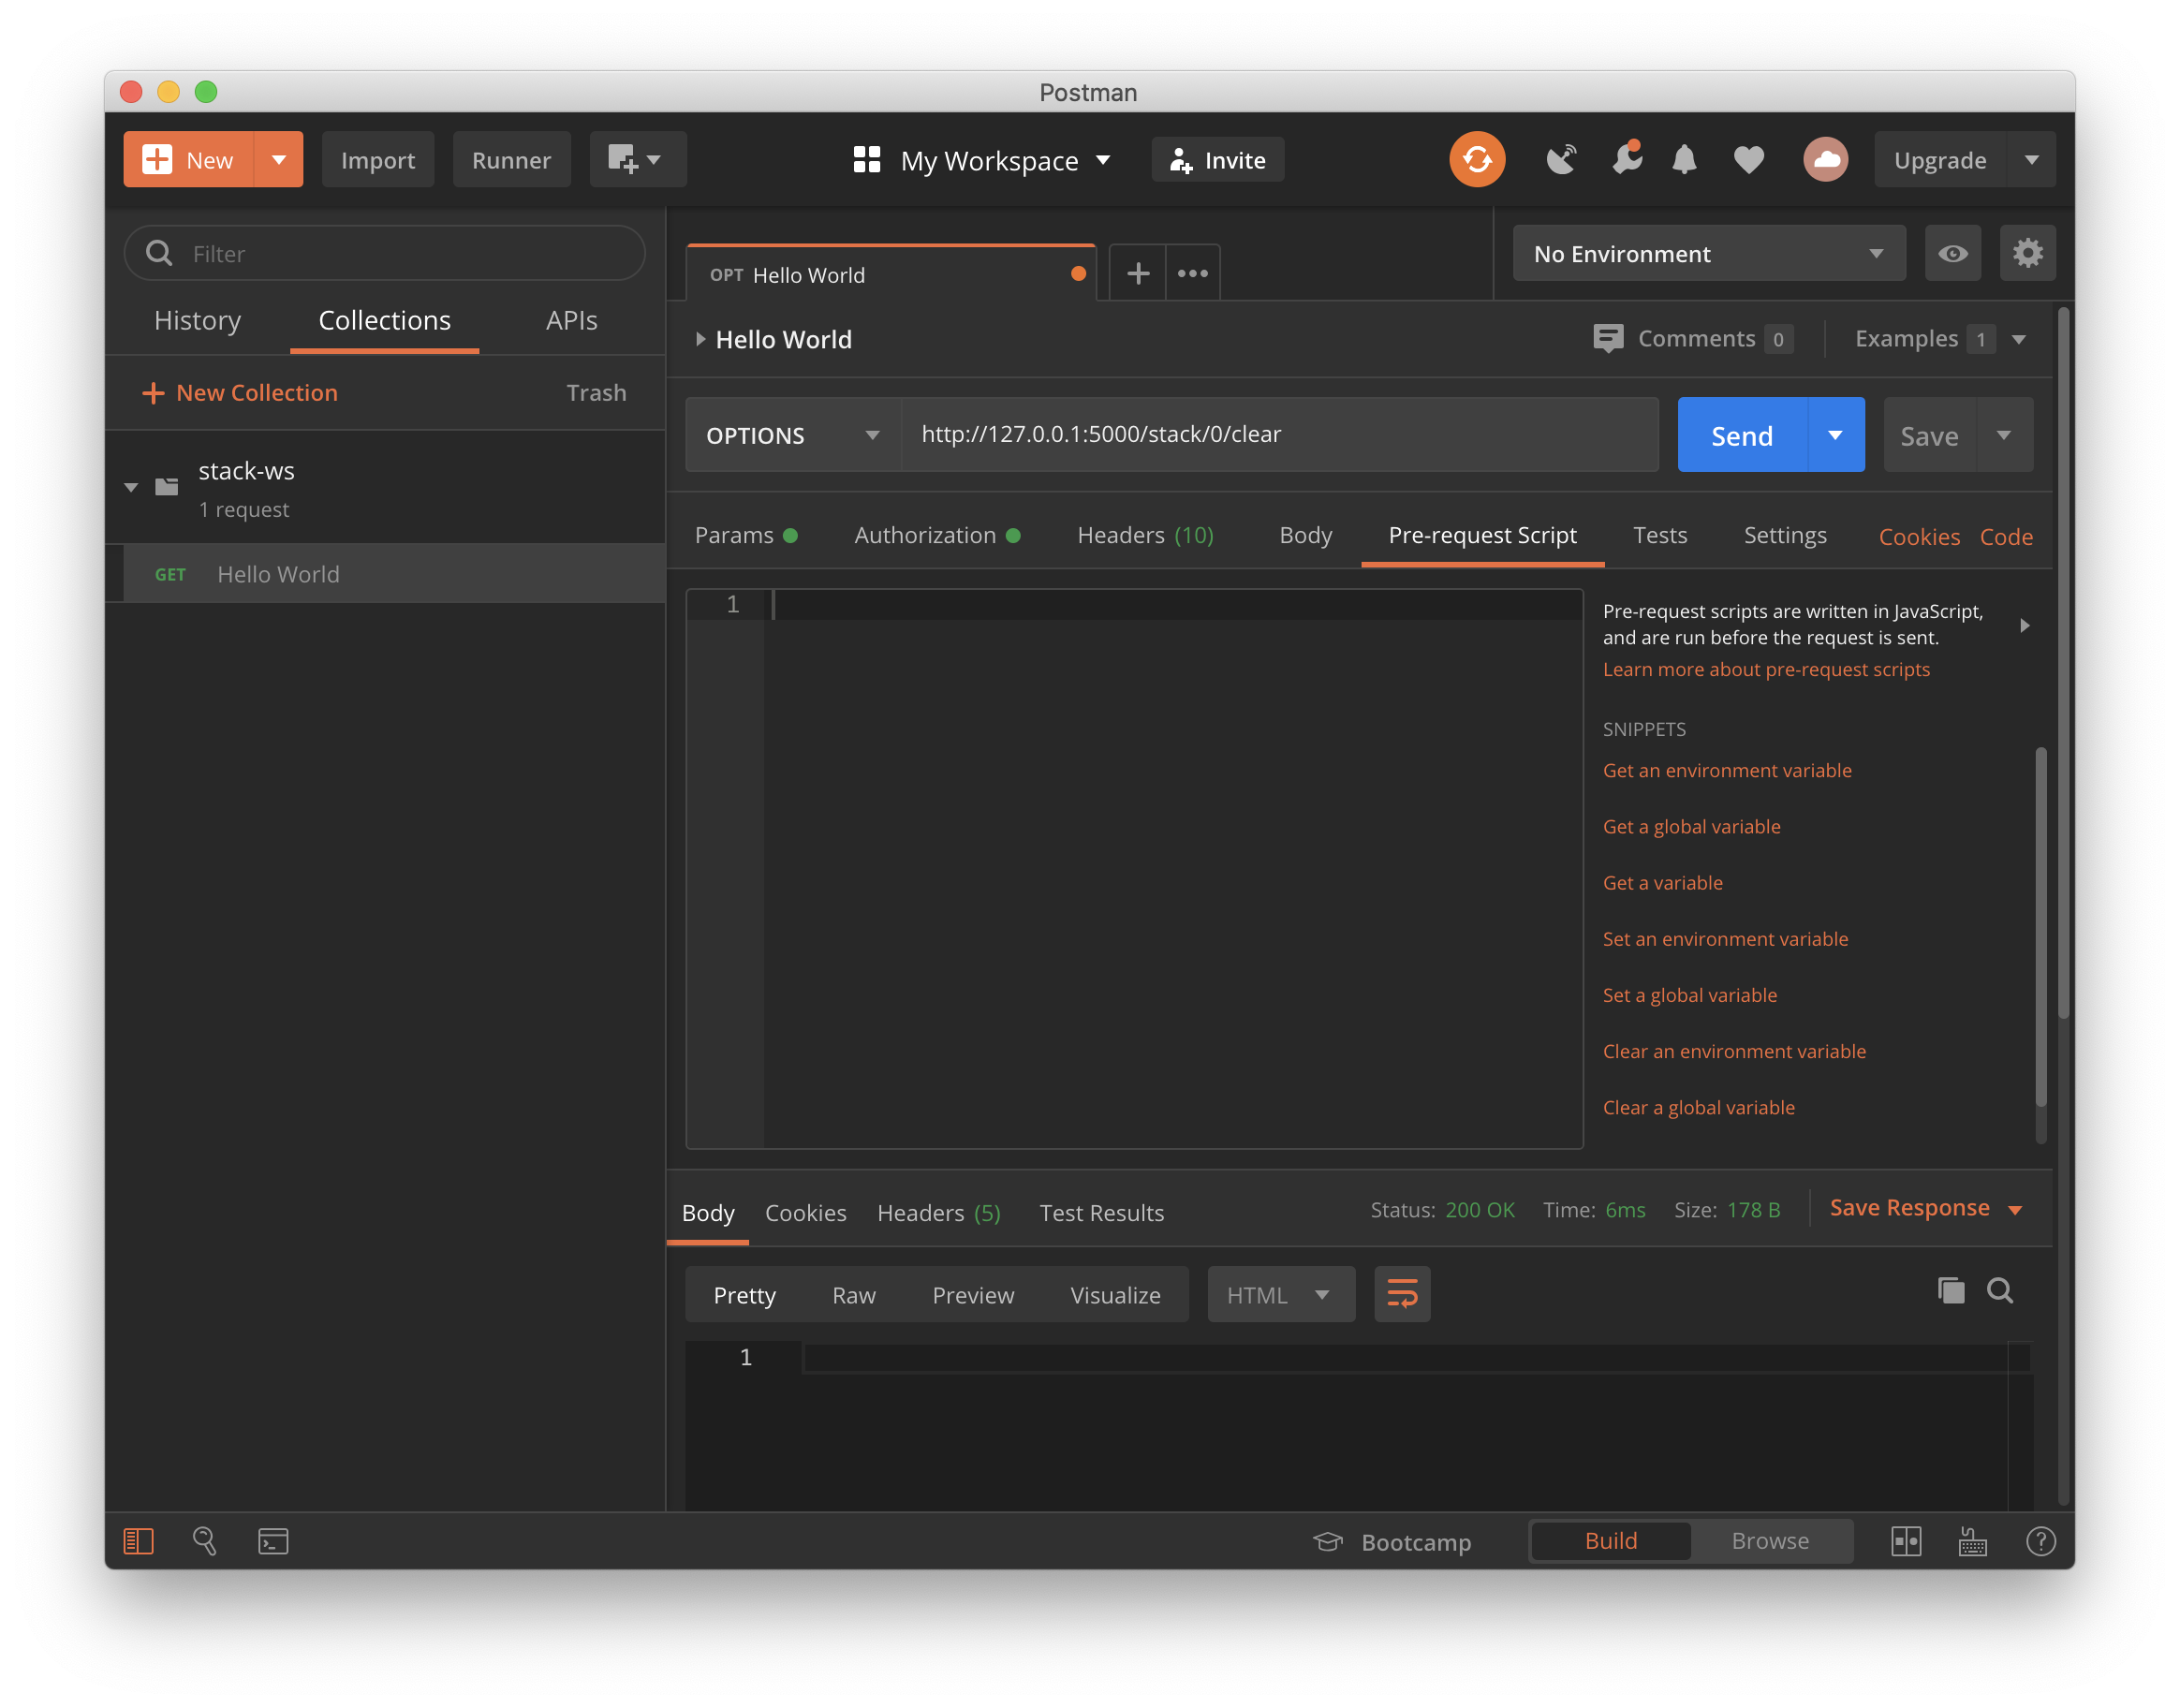 Postman
New
Import
Runner
My Workspace
Invite
Upgrade
Filter
History
Collections
APIs
New Collection
Trash
stack-ws
1 request
GET Hello World
OPT Hello World
No Environment
Hello World
Comments 0
Examples 1
OPTIONS
http://127.0.0.1:5000/stack/0/clear
Send
Save
Params
Authorization
Headers (10)
Body
Pre-request Script
Tests
Settings
Cookies
Code
1
Pre-request scripts are written in JavaScript,
and are run before the request is sent.
Learn more about pre-request scripts
SNIPPETS
Get an environment variable
Get a global variable
Get a variable
Set an environment variable
Set a global variable
Clear an environment variable
Clear a global variable
Body
Cookies
Headers (5)
Test Results
Status: 200 OK
Time: 6ms
Size: 178 B
Save Response
Pretty
Raw
Preview
Visualize
HTML
1
Bootcamp
Build
Browse